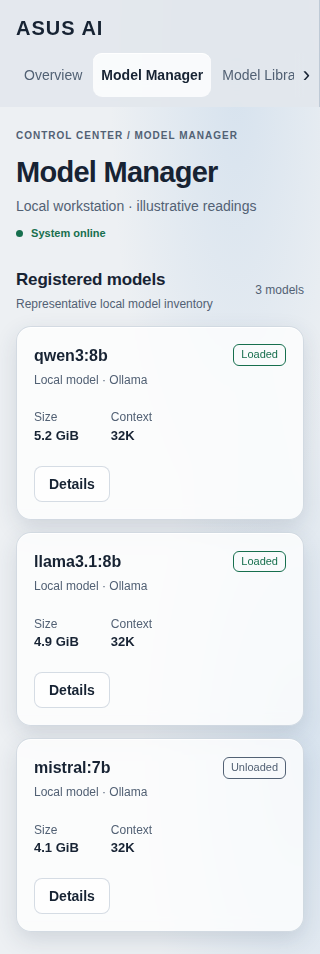 ASUS AI
Overview Model Manager Model Libra ›
CONTROL CENTER / MODEL MANAGER
Model Manager
Local workstation · illustrative readings
System online
Registered models
3 models
Representative local model inventory
qwen3:8b Loaded
Local model · Ollama
Size Context
5.2 GiB 32K
Details
llama3.1:8b Loaded
Local model · Ollama
Size Context
4.9 GiB 32K
Details
mistral:7b Unloaded
Local model · Ollama
Size Context
4.1 GiB 32K
Details